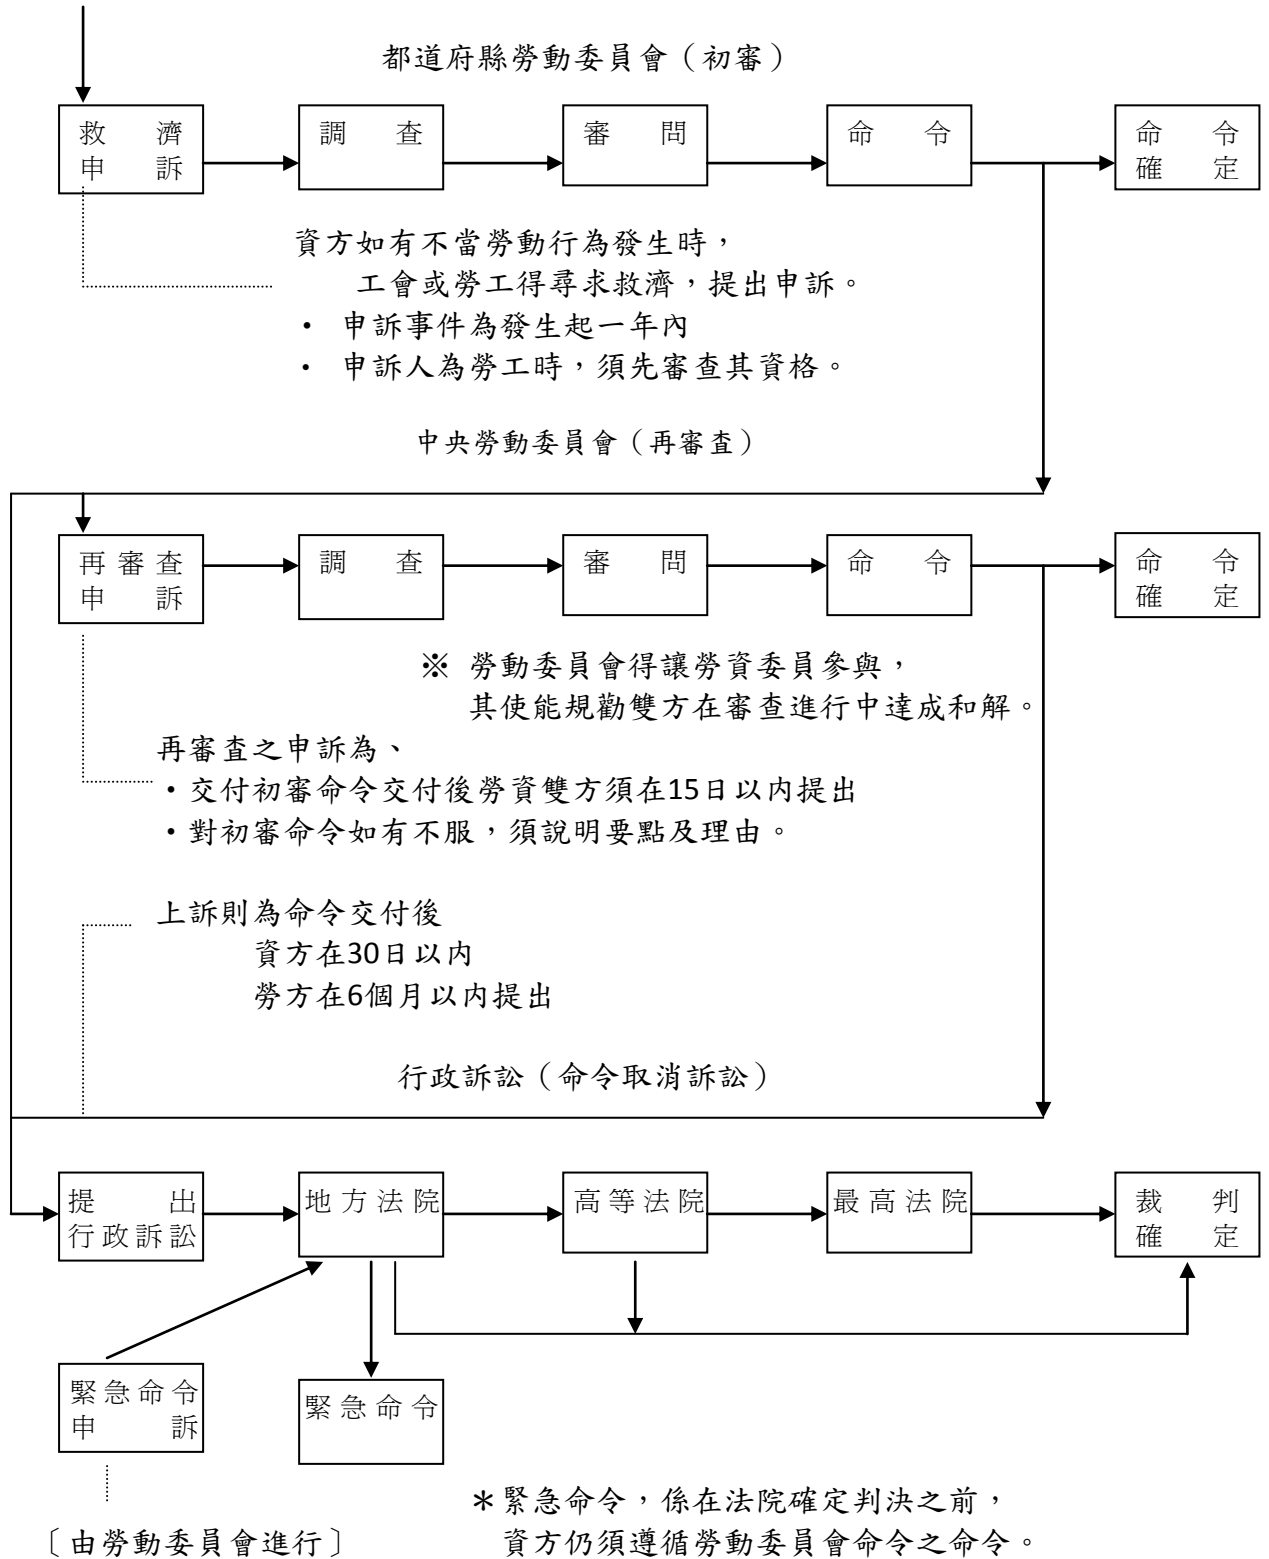 都道府縣勞動委員會（初審）
救濟
申訴
調查
審問
命令
命令
確定
資方如有不當勞動行為發生時，
工會或勞工得尋求救濟，提出申訴。
・ 申訴事件為發生起一年內
・ 申訴人為勞工時，須先審查其資格。
中央勞動委員會（再審查）
再審查
申訴
調查
審問
命令
命令
確定
※ 勞動委員會得讓勞資委員參與，
其使能規勸雙方在審查進行中達成和解。
再審查之申訴為、
・交付初審命令交付後勞資雙方須在15日以內提出
・對初審命令如有不服，須說明要點及理由。
上訴則為命令交付後
資方在30日以內
勞方在6個月以內提出
行政訴訟（命令取消訴訟）
提出
行政訴訟
地方法院
高等法院
最高法院
裁判
確定
緊急命令
申訴
緊急命令
〔由勞動委員會進行〕
＊緊急命令，係在法院確定判決之前，
資方仍須遵循勞動委員會命令之命令。